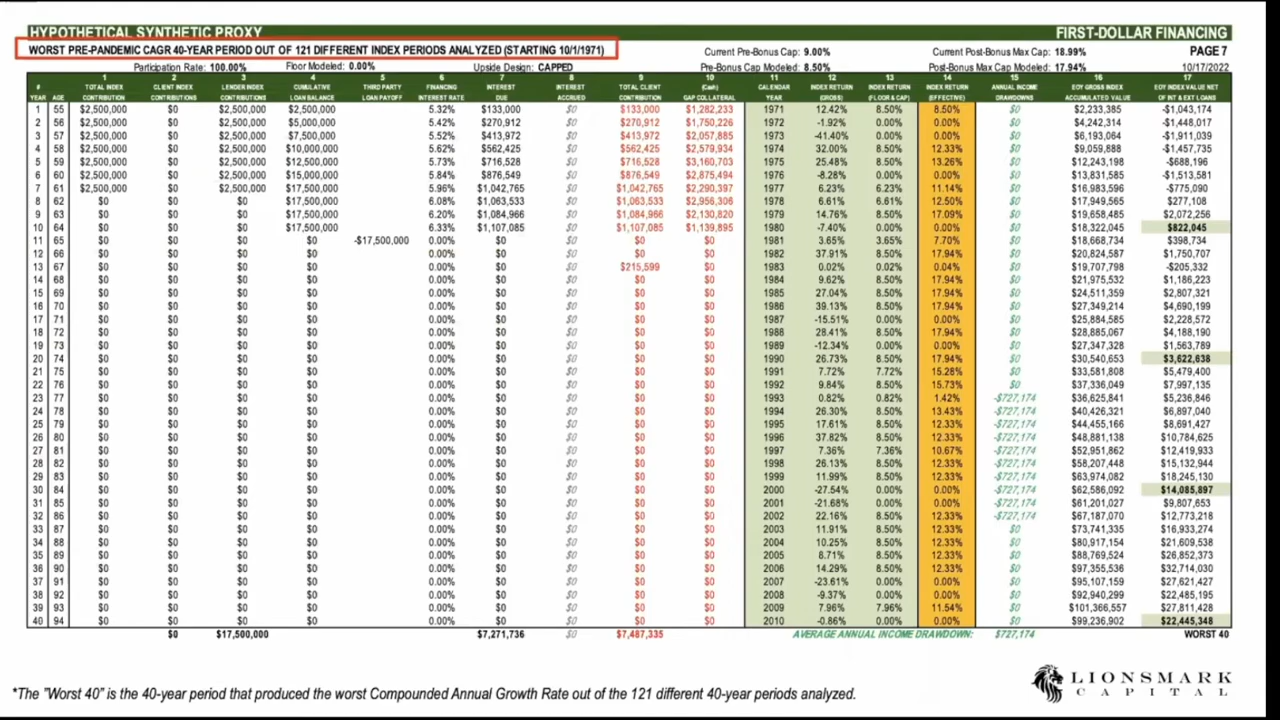 HYPOTHETICAL SYNTHETIC PROXY FIRST-DOLLAR FINANCING
WORST PRE-PANDEMIC CAGR 40-YEAR PERIOD OUT OF 121 DIFFERENT INDEX PERIODS ANALYZED (STARTING 10/1/1971) Current Pre-Bonus Cap: 9.00% Current Post-Bonus Max Cap: 18.99% PAGE 7
Participation Rate: 100.00% Floor Modeled: 0.00% Upside Design: CAPPED Pre-Bonus Cap Modeled: 8.50% Post-Bonus Max Cap Modeled: 17.94% 10/17/2022
1 2 3 4 5 6 7 8 9 10 11 12 13 14 15 16 17
# TOTAL INDEX CLIENT INDEX LENDER INDEX CUMULATIVE THIRD PARTY FINANCING INTEREST INTEREST TOTAL CLIENT (Cash) CALENDAR INDEX RETURN INDEX RETURN INDEX RETURN ANNUAL INCOME EOY GROSS INDEX EOY INDEX VALUE NET
YEAR AGE CONTRIBUTION CONTRIBUTIONS CONTRIBUTIONS LOAN BALANCE LOAN PAYOFF INTEREST RATE DUE ACCRUED CONTRIBUTION GAP COLLATERAL YEAR (GROSS) (FLOOR & CAP) (EFFECTIVE) DRAWDOWNS ACCUMULATED VALUE OF INT & EXT LOANS
1 55 $2,500,000 $0 $2,500,000 $2,500,000 5.32% $133,000 $0 $133,000 $1,282,233 1971 12.42% 8.50% 8.50% $0 $2,233,385 -$1,043,174
2 56 $2,500,000 $0 $2,500,000 $5,000,000 5.42% $270,912 $0 $270,912 $1,750,226 1972 -1.92% 0.00% 0.00% $0 $4,242,314 -$1,448,017
3 57 $2,500,000 $0 $2,500,000 $7,500,000 5.52% $413,972 $0 $413,972 $2,057,885 1973 -41.40% 0.00% 0.00% $0 $6,193,064 -$1,911,039
4 58 $2,500,000 $0 $2,500,000 $10,000,000 5.62% $562,425 $0 $562,425 $2,579,934 1974 32.00% 8.50% 12.33% $0 $9,059,888 -$1,457,735
5 59 $2,500,000 $0 $2,500,000 $12,500,000 5.73% $716,528 $0 $716,528 $3,160,703 1975 25.48% 8.50% 13.26% $0 $12,243,198 -$688,196
6 60 $2,500,000 $0 $2,500,000 $15,000,000 5.84% $876,549 $0 $876,549 $2,875,494 1976 -8.28% 0.00% 0.00% $0 $13,831,585 -$1,513,581
7 61 $2,500,000 $0 $2,500,000 $17,500,000 5.96% $1,042,765 $0 $1,042,765 $2,290,397 1977 6.23% 6.23% 11.14% $0 $16,983,596 -$775,090
8 62 $0 $0 $0 $17,500,000 6.08% $1,063,533 $0 $1,063,533 $2,956,306 1978 6.61% 6.61% 12.50% $0 $17,949,565 $277,108
9 63 $0 $0 $0 $17,500,000 6.20% $1,084,966 $0 $1,084,966 $2,130,820 1979 14.76% 8.50% 17.09% $0 $19,658,485 $2,072,256
10 64 $0 $0 $0 $17,500,000 6.33% $1,107,085 $0 $1,107,085 $1,139,895 1980 -7.40% 0.00% 0.00% $0 $18,322,045 $822,045
11 65 $0 $0 $0 $0 -$17,500,000 0.00% $0 $0 $0 $0 1981 3.65% 3.65% 7.70% $0 $18,668,734 $398,734
12 66 $0 $0 $0 $0 0.00% $0 $0 $0 $0 1982 37.91% 8.50% 17.94% $0 $20,824,587 $1,750,707
13 67 $0 $0 $0 $0 0.00% $0 $0 $215,599 $0 1983 0.02% 0.02% 0.04% $0 $19,707,798 -$205,332
14 68 $0 $0 $0 $0 0.00% $0 $0 $0 $0 1984 9.62% 8.50% 17.94% $0 $21,975,532 $1,186,223
15 69 $0 $0 $0 $0 0.00% $0 $0 $0 $0 1985 27.04% 8.50% 17.94% $0 $24,511,359 $2,807,321
16 70 $0 $0 $0 $0 0.00% $0 $0 $0 $0 1986 39.13% 8.50% 17.94% $0 $27,349,214 $4,690,199
17 71 $0 $0 $0 $0 0.00% $0 $0 $0 $0 1987 -15.51% 0.00% 0.00% $0 $25,884,585 $2,228,572
18 72 $0 $0 $0 $0 0.00% $0 $0 $0 $0 1988 28.41% 8.50% 17.94% $0 $28,885,067 $4,188,190
19 73 $0 $0 $0 $0 0.00% $0 $0 $0 $0 1989 -12.34% 0.00% 0.00% $0 $27,347,328 $1,563,789
20 74 $0 $0 $0 $0 0.00% $0 $0 $0 $0 1990 26.73% 8.50% 17.94% $0 $30,540,653 $3,622,638
21 75 $0 $0 $0 $0 0.00% $0 $0 $0 $0 1991 7.72% 7.72% 15.28% $0 $33,581,808 $5,479,400
22 76 $0 $0 $0 $0 0.00% $0 $0 $0 $0 1992 9.84% 8.50% 15.73% $0 $37,336,049 $7,997,135
23 77 $0 $0 $0 $0 0.00% $0 $0 $0 $0 1993 0.82% 0.82% 1.42% -$727,174 $36,625,841 $5,236,846
24 78 $0 $0 $0 $0 0.00% $0 $0 $0 $0 1994 26.30% 8.50% 13.43% -$727,174 $40,426,321 $6,897,040
25 79 $0 $0 $0 $0 0.00% $0 $0 $0 $0 1995 17.61% 8.50% 12.33% -$727,174 $44,455,166 $8,691,427
26 80 $0 $0 $0 $0 0.00% $0 $0 $0 $0 1996 37.82% 8.50% 12.33% -$727,174 $48,881,138 $10,784,625
27 81 $0 $0 $0 $0 0.00% $0 $0 $0 $0 1997 7.36% 7.36% 10.67% -$727,174 $52,951,862 $12,419,933
28 82 $0 $0 $0 $0 0.00% $0 $0 $0 $0 1998 26.13% 8.50% 12.33% -$727,174 $58,207,448 $15,132,944
29 83 $0 $0 $0 $0 0.00% $0 $0 $0 $0 1999 11.99% 8.50% 12.33% -$727,174 $63,974,082 $18,245,130
30 84 $0 $0 $0 $0 0.00% $0 $0 $0 $0 2000 -27.54% 0.00% 0.00% -$727,174 $62,586,092 $14,085,897
31 85 $0 $0 $0 $0 0.00% $0 $0 $0 $0 2001 -21.68% 0.00% 0.00% -$727,174 $61,201,027 $9,807,653
32 86 $0 $0 $0 $0 0.00% $0 $0 $0 $0 2002 22.16% 8.50% 12.33% -$727,174 $67,187,070 $12,773,218
33 87 $0 $0 $0 $0 0.00% $0 $0 $0 $0 2003 11.91% 8.50% 12.33% $0 $73,741,335 $16,933,274
34 88 $0 $0 $0 $0 0.00% $0 $0 $0 $0 2004 10.25% 8.50% 12.33% $0 $80,917,154 $21,609,538
35 89 $0 $0 $0 $0 0.00% $0 $0 $0 $0 2005 8.71% 8.50% 12.33% $0 $88,769,524 $26,852,373
36 90 $0 $0 $0 $0 0.00% $0 $0 $0 $0 2006 14.29% 8.50% 12.33% $0 $97,355,536 $32,714,030
37 91 $0 $0 $0 $0 0.00% $0 $0 $0 $0 2007 -23.61% 0.00% 0.00% $0 $95,107,159 $27,621,427
38 92 $0 $0 $0 $0 0.00% $0 $0 $0 $0 2008 -9.37% 0.00% 0.00% $0 $92,940,299 $22,485,195
39 93 $0 $0 $0 $0 0.00% $0 $0 $0 $0 2009 7.96% 7.96% 11.54% $0 $101,366,557 $27,811,428
40 94 $0 $0 $0 $0 0.00% $0 $0 $0 $0 2010 -0.86% 0.00% 0.00% $0 $99,236,902 $22,445,348
$0 $17,500,000 $7,271,736 $0 $7,487,335 AVERAGE ANNUAL INCOME DRAWDOWN: $727,174 WORST 40
LIONSMARK
CAPITAL
*The "Worst 40" is the 40-year period that produced the worst Compounded Annual Growth Rate out of the 121 different 40-year periods analyzed.